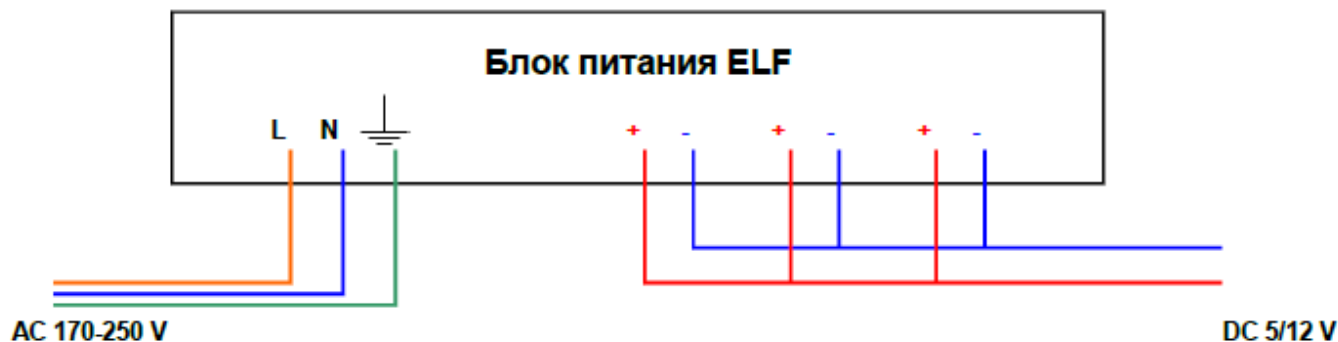 Блок питания ELF
L N + - + - + -
AC 170-250 V
DC 5/12 V